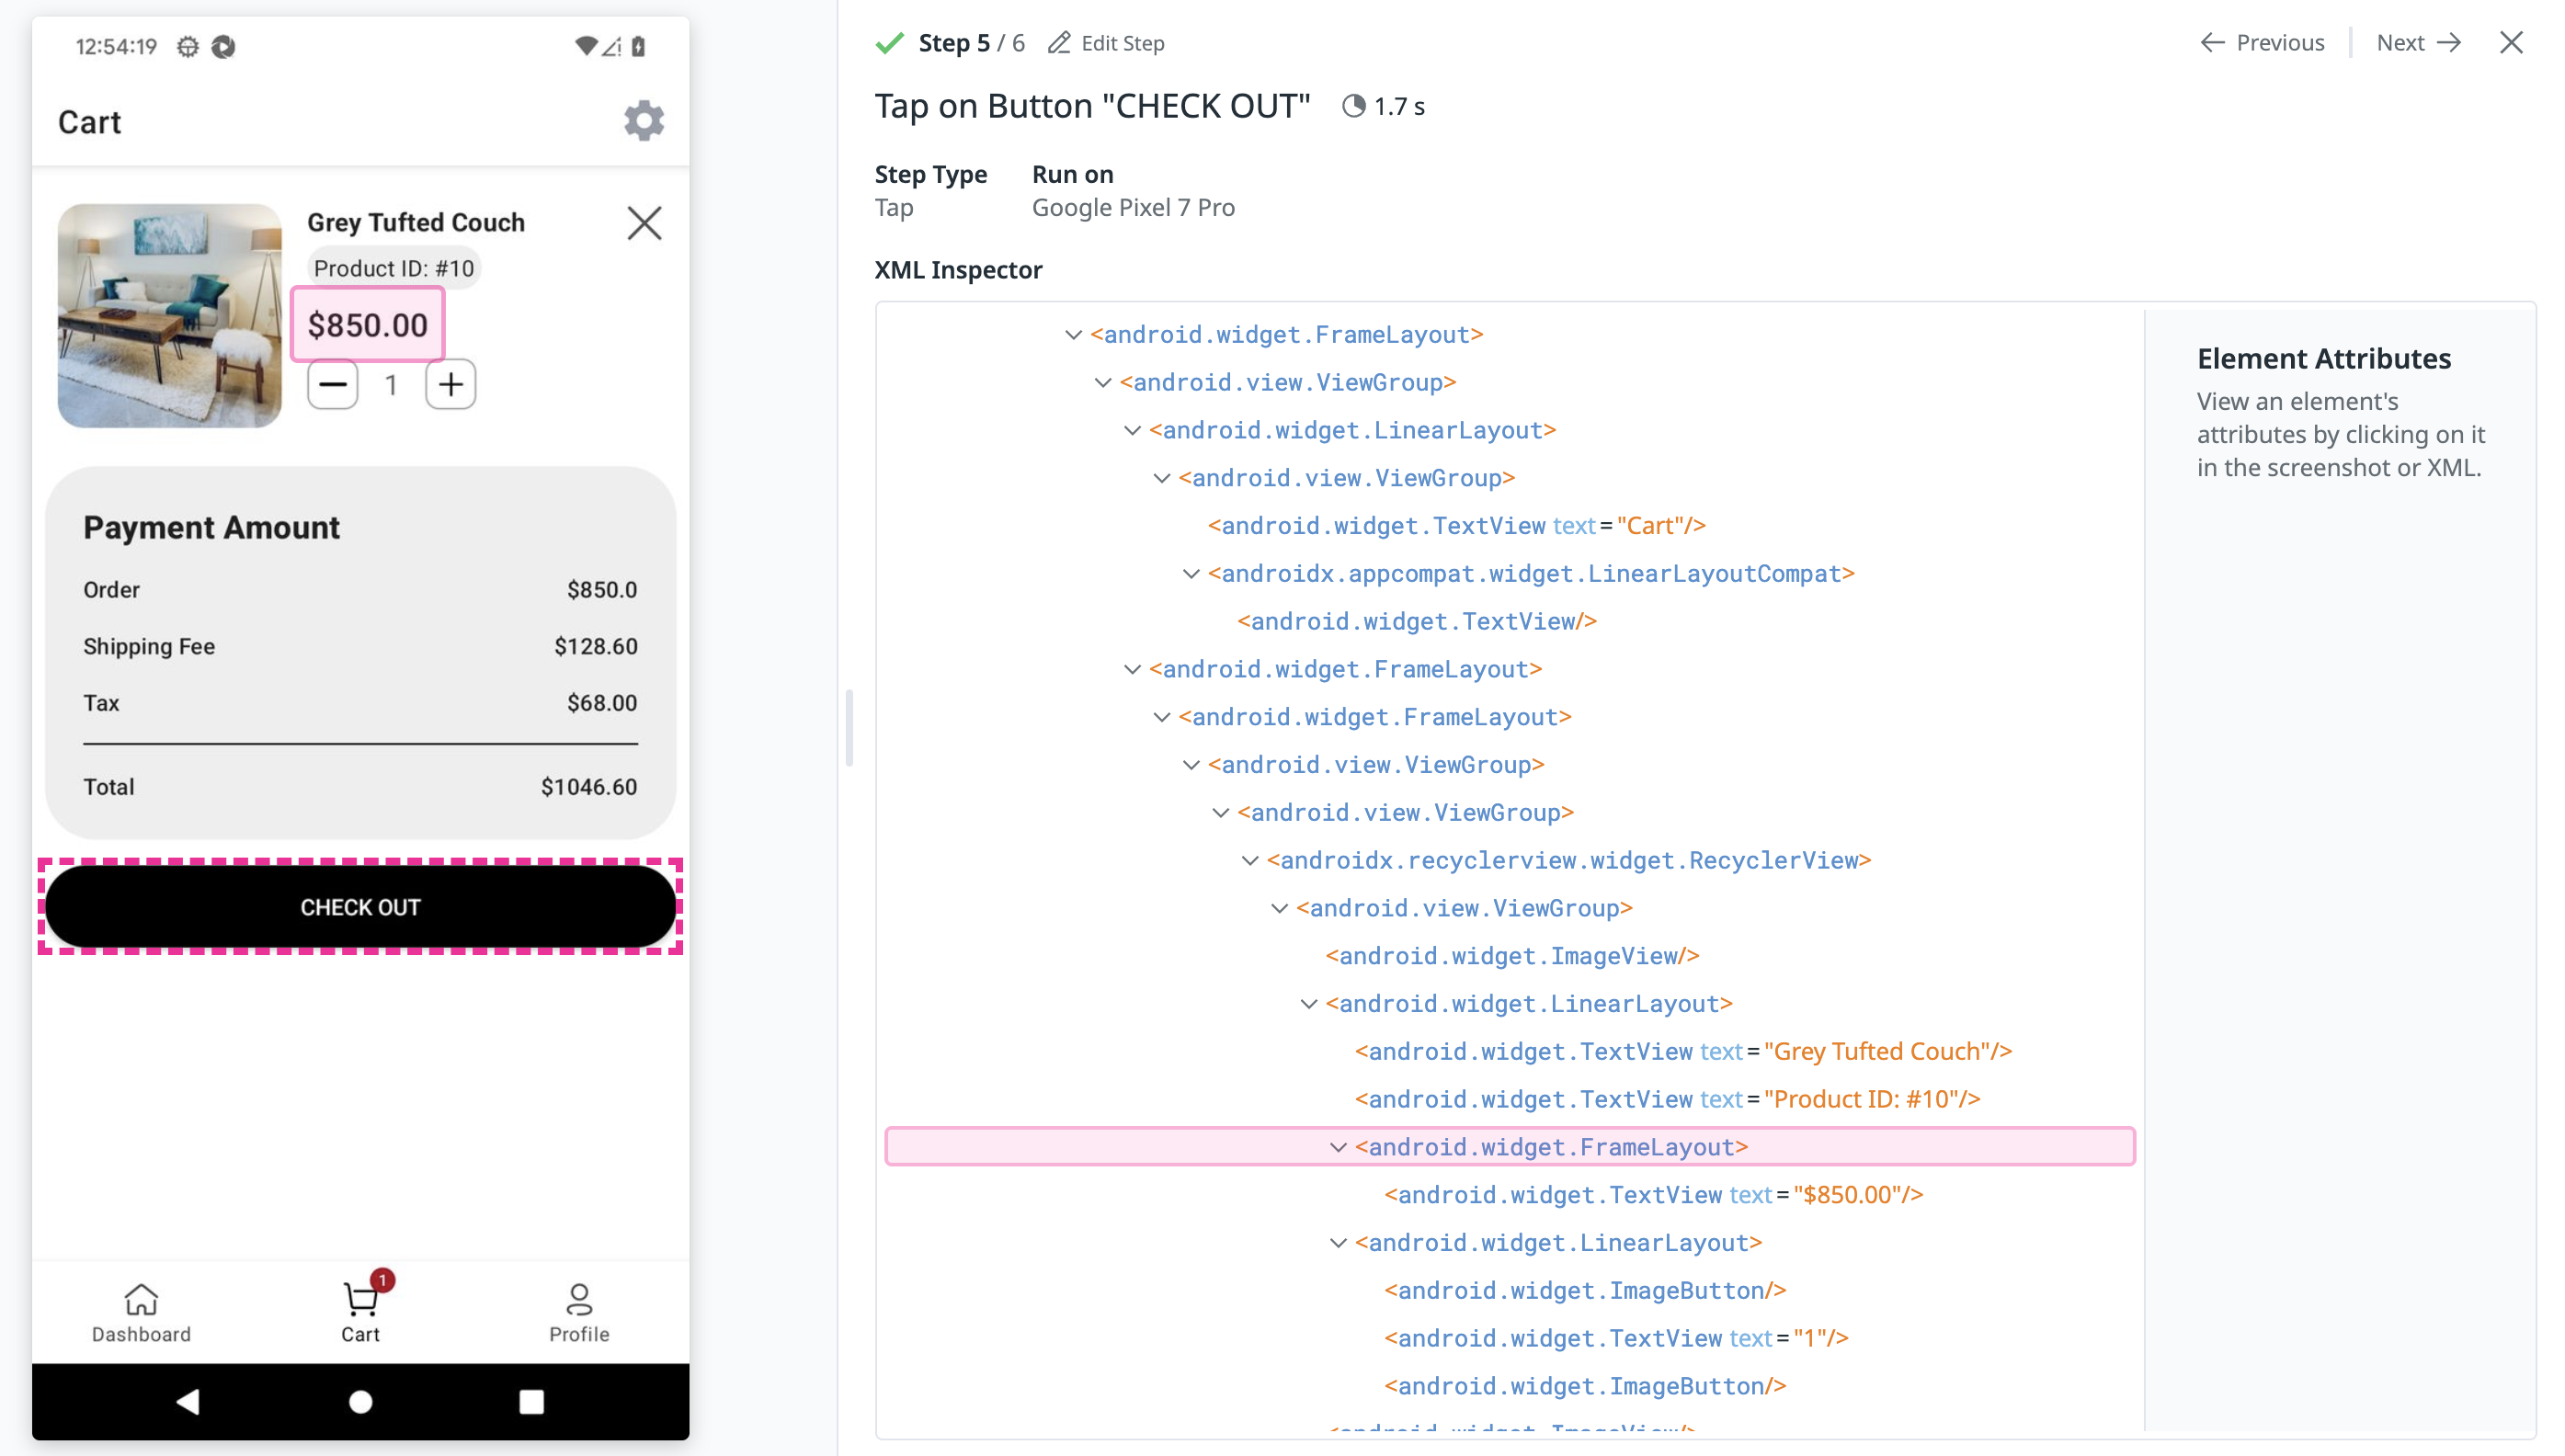 12:54:19
Cart
Grey Tufted Couch
Product ID: #10
$850.00
1
Payment Amount
Order $850.0
Shipping Fee $128.60
Tax $68.00
Total $1046.60
CHECK OUT
1
Dashboard Cart Profile
Step 5 / 6 Edit Step
Previous Next
Tap on Button "CHECK OUT" 1.7 s
Step Type Run on
Tap Google Pixel 7 Pro
XML Inspector
<android.widget.FrameLayout>
<android.view.ViewGroup>
<android.widget.LinearLayout>
<android.view.ViewGroup>
<android.widget.TextView text="Cart"/>
<androidx.appcompat.widget.LinearLayoutCompat>
<android.widget.TextView/>
<android.widget.FrameLayout>
<android.widget.FrameLayout>
<android.view.ViewGroup>
<android.view.ViewGroup>
<androidx.recyclerview.widget.RecyclerView>
<android.view.ViewGroup>
<android.widget.ImageView/>
<android.widget.LinearLayout>
<android.widget.TextView text="Grey Tufted Couch"/>
<android.widget.TextView text="Product ID: #10"/>
<android.widget.FrameLayout>
<android.widget.TextView text="$850.00"/>
<android.widget.LinearLayout>
<android.widget.ImageButton/>
<android.widget.TextView text="1"/>
<android.widget.ImageButton/>
Element Attributes
View an element's
attributes by clicking on it
in the screenshot or XML.